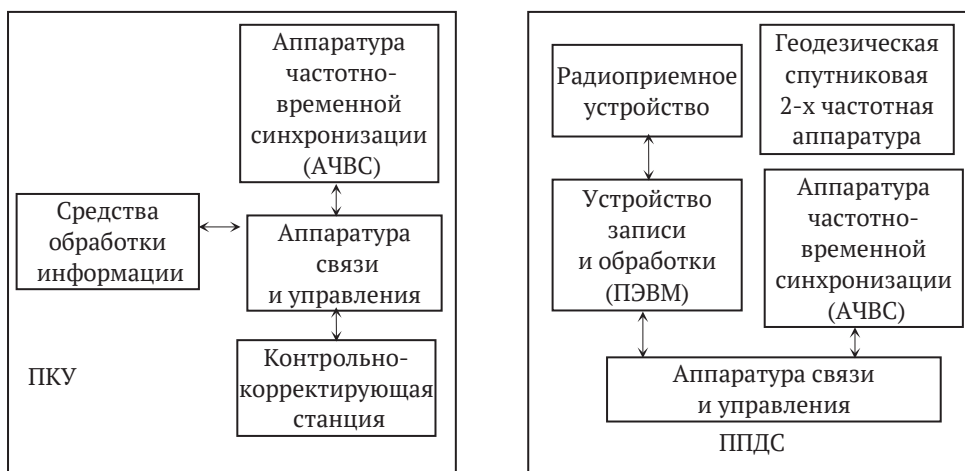 Аппаратура
частотно-
временной
синхронизации
(АЧВС)
Средства
обработки
информации
Аппаратура
связи
и управления
Контрольно-
корректирующая
станция
ПКУ
Радиоприемное
устройство
Геодезическая
спутниковая
2-х частотная
аппаратура
Устройство
записи
и обработки
(ПЭВМ)
Аппаратура
частотно-
временной
синхронизации
(АЧВС)
Аппаратура связи
и управления
ППДС